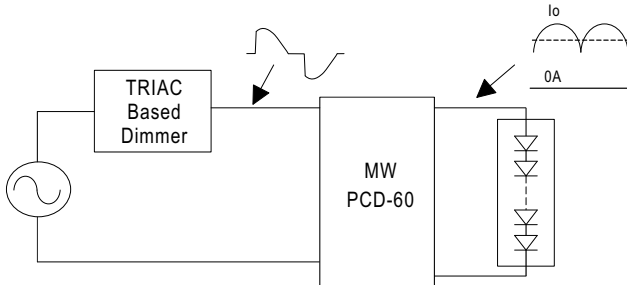 Io
0A
TRIAC
Based
Dimmer
MW
PCD-60